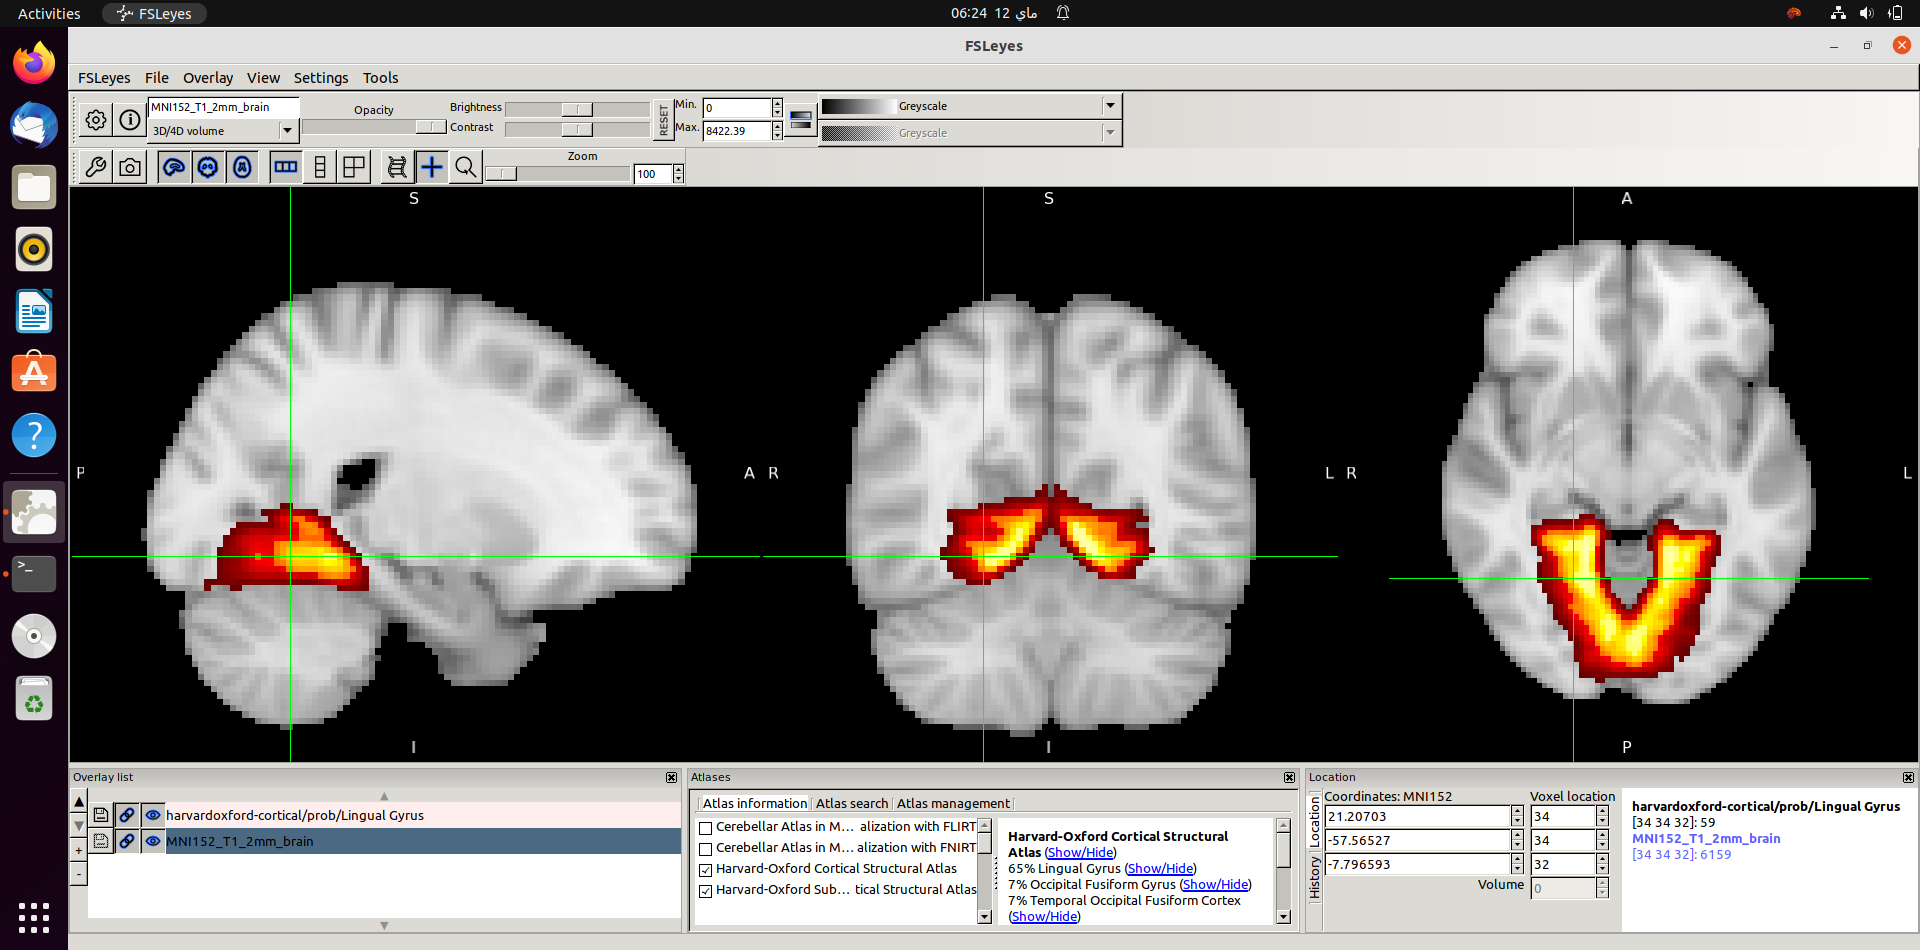 Activities
FSLeyes
06:24 12 ماي
FSLeyes
FSLeyes File Overlay View Settings Tools
MNI152_T1_2mm_brain
3D/4D volume
Opacity
Brightness
Contrast
RESET
Min. 0
Max. 8422.39
Greyscale
Greyscale
Zoom
100
S
P
A
I
S
R
L
I
A
R
L
P
Overlay list
harvardoxford-cortical/prob/Lingual Gyrus
MNI152_T1_2mm_brain
+
-
Atlases
Atlas information Atlas search Atlas management
Cerebellar Atlas in M... alization with FLIRT
Cerebellar Atlas in M... alization with FNIRT
Harvard-Oxford Cortical Structural Atlas
Harvard-Oxford Sub... tical Structural Atlas
Harvard-Oxford Cortical Structural
Atlas (Show/Hide)
65% Lingual Gyrus (Show/Hide)
7% Occipital Fusiform Gyrus (Show/Hide)
7% Temporal Occipital Fusiform Cortex
(Show/Hide)
Location
Location
History
Coordinates: MNI152 Voxel location
21.20703 34
-57.56527 34
-7.796593 32
Volume 0
harvardoxford-cortical/prob/Lingual Gyrus
[34 34 32]: 59
MNI152_T1_2mm_brain
[34 34 32]: 6159